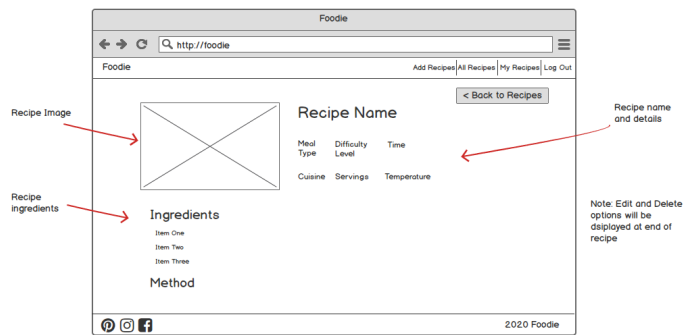 Foodie
http://foodie
Foodie
Add Recipes All Recipes My Recipes Log Out
< Back to Recipes
Recipe Image
Recipe Name
Recipe name
and details
Meal
Type
Difficulty
Level
Time
Cuisine Servings Temperature
Recipe
ingredients
Ingredients
Item One
Item Two
Item Three
Method
Note: Edit and Delete
options will be
dsiplayed at end of
recipe
2020 Foodie